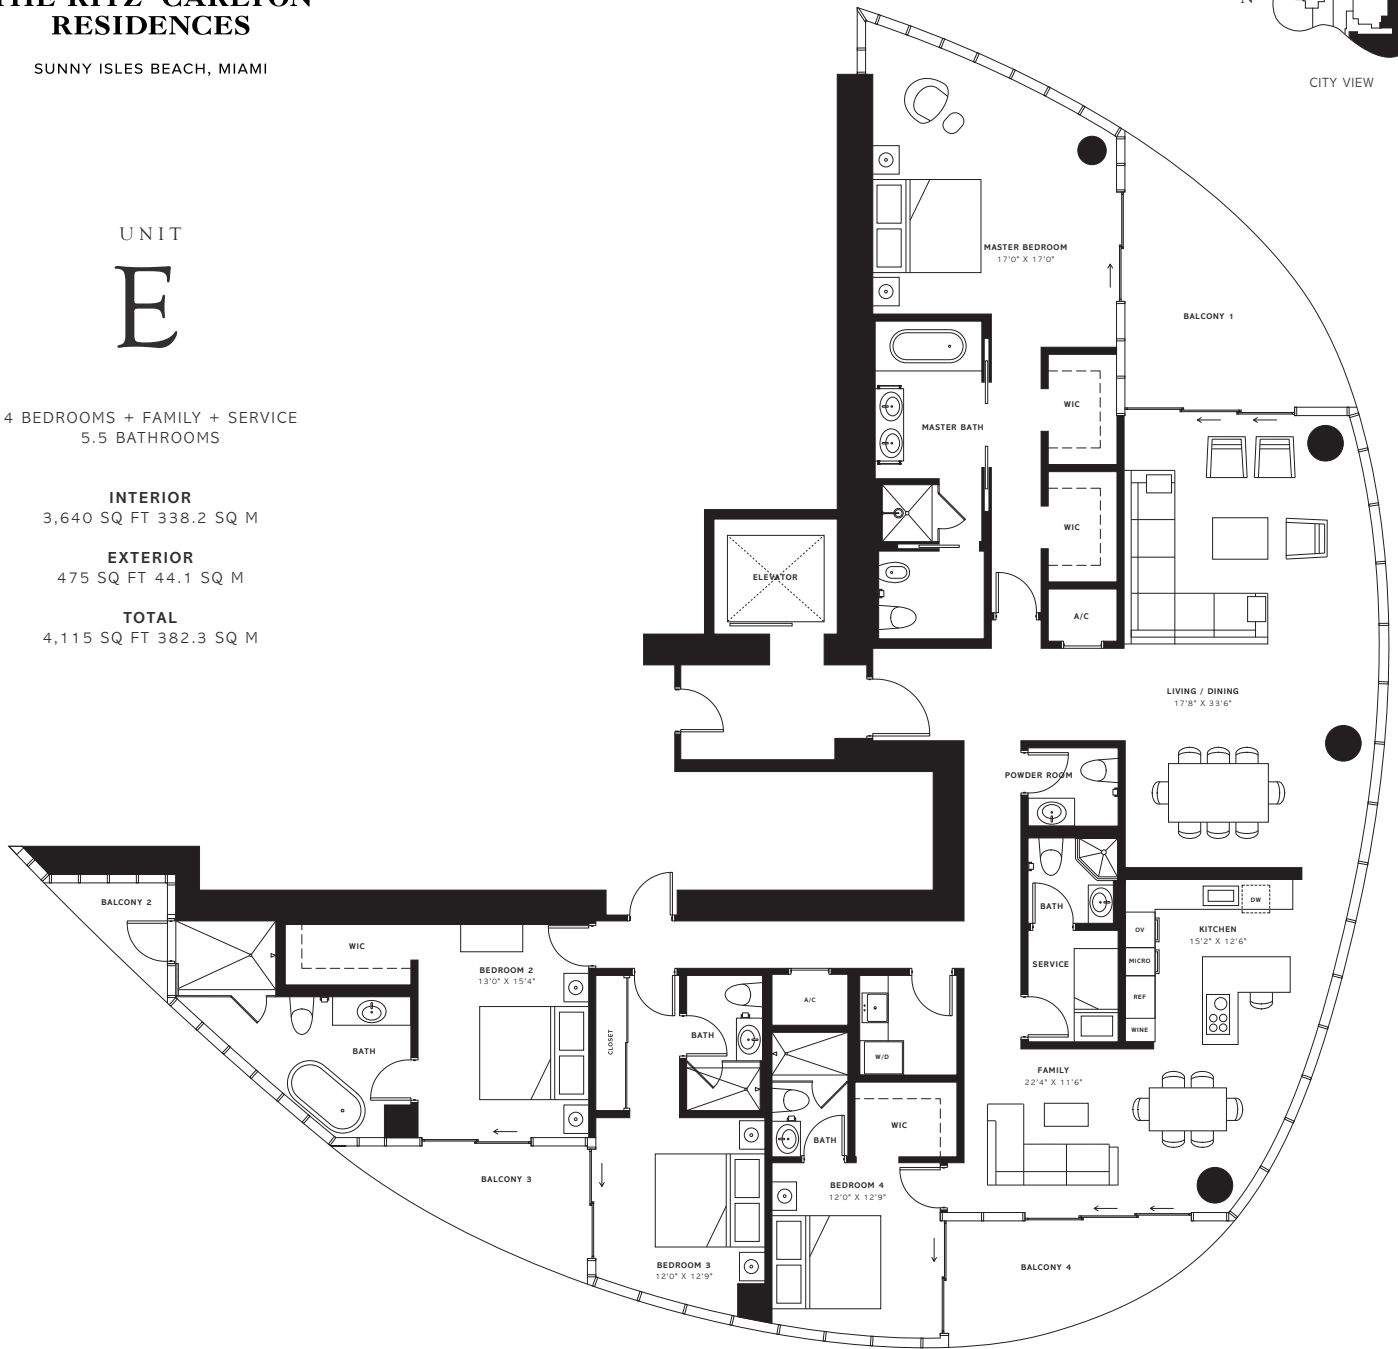 THE RITZ-CARLTON
RESIDENCES
SUNNY ISLES BEACH, MIAMI
N
CITY VIEW
UNIT
E
4 BEDROOMS + FAMILY + SERVICE
5.5 BATHROOMS
INTERIOR
3,640 SQ FT 338.2 SQ M
EXTERIOR
475 SQ FT 44.1 SQ M
TOTAL
4,115 SQ FT 382.3 SQ M
MASTER BEDROOM
17'0" X 17'0"
BALCONY 1
WIC
MASTER BATH
WIC
ELEVATOR
A/C
LIVING / DINING
17'8" X 33'6"
POWDER ROOM
BALCONY 2
BATH
DW
OV
KITCHEN
15'2" X 12'6"
WIC
BEDROOM 2
13'0" X 15'4"
SERVICE
MICRO
A/C
REF
WINE
CLOSET
BATH
BATH
W/D
FAMILY
22'4" X 11'6"
WIC
BATH
BALCONY 3
BEDROOM 4
12'0" X 12'9"
BEDROOM 3
12'0" X 12'9"
BALCONY 4